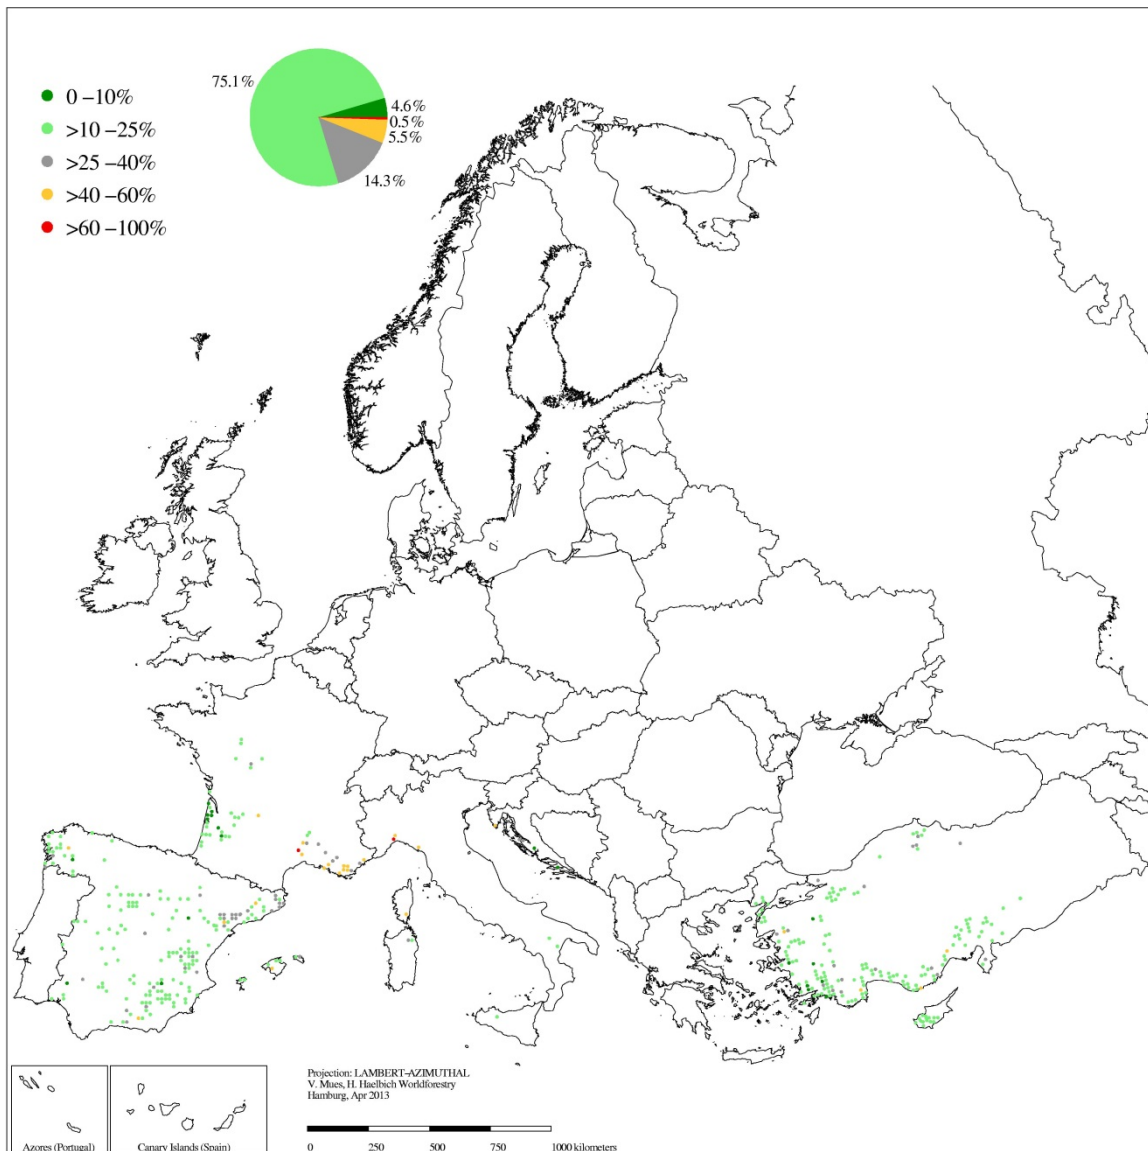 75.1%
4.6%
0.5%
5.5%
14.3%
0 –10%
>10 –25%
>25 –40%
>40 –60%
>60 –100%
Projection: LAMBERT-AZIMUTHAL
V. Mues, H. Haelbich Worldforestry
Hamburg, Apr 2013
Azores (Portugal)
Canary Islands (Spain)
0 250 500 750 1000 kilometers